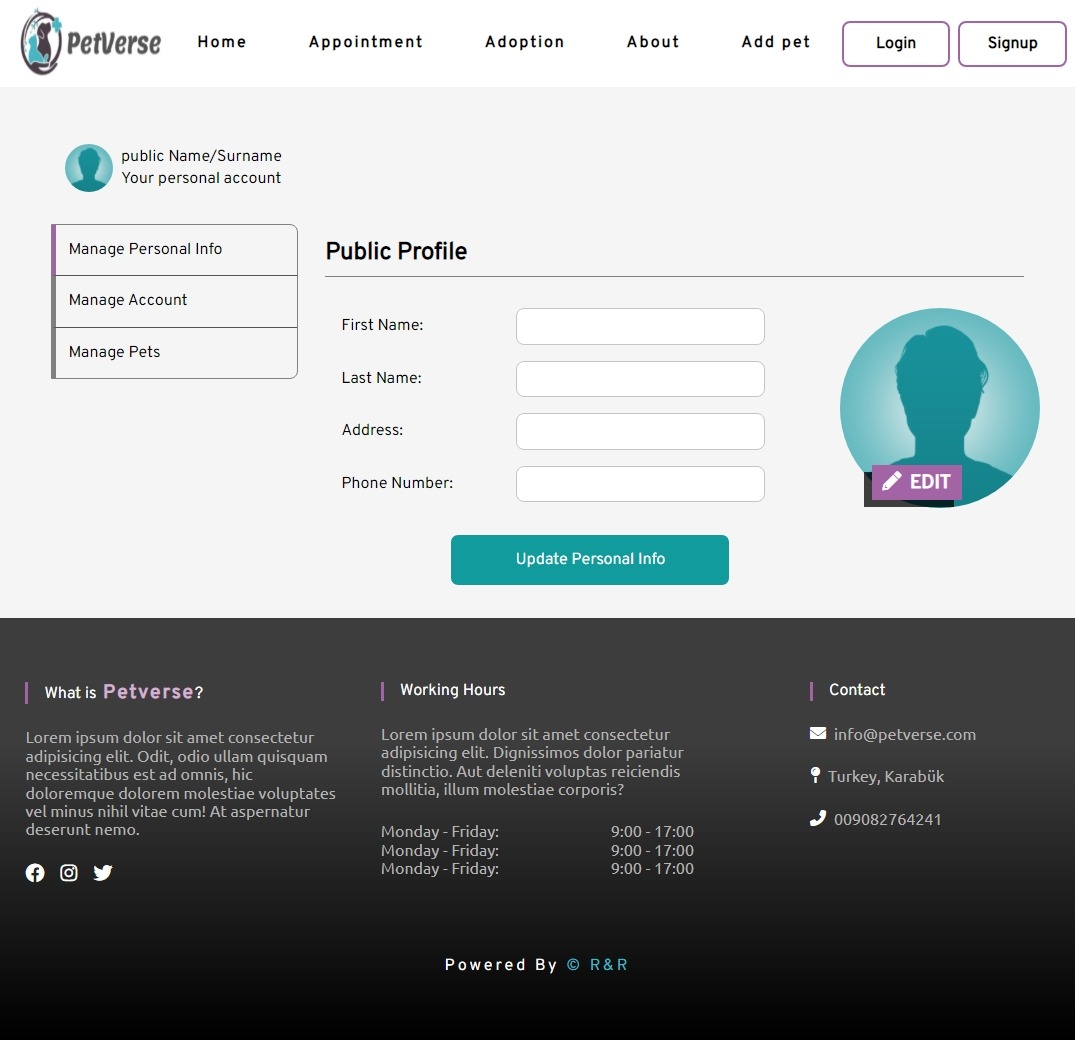 PetVerse
Home
Appointment
Adoption
About
Add pet
Login
Signup
public Name/Surname
Your personal account
Manage Personal Info
Manage Account
Manage Pets
Public Profile
First Name:
Last Name:
Address:
Phone Number:
EDIT
Update Personal Info
What is Petverse?
Lorem ipsum dolor sit amet consectetur
adipisicing elit. Odit, odio ullam quisquam
necessitatibus est ad omnis, hic
doloremque dolorem molestiae voluptates
vel minus nihil vitae cum! At aspernatur
deserunt nemo.
Working Hours
Lorem ipsum dolor sit amet consectetur
adipisicing elit. Dignissimos dolor pariatur
distinctio. Aut deleniti voluptas reiciendis
mollitia, illum molestiae corporis?
Monday - Friday: 9:00 - 17:00
Monday - Friday: 9:00 - 17:00
Monday - Friday: 9:00 - 17:00
Contact
info@petverse.com
Turkey, Karabük
009082764241
Powered By © R&R